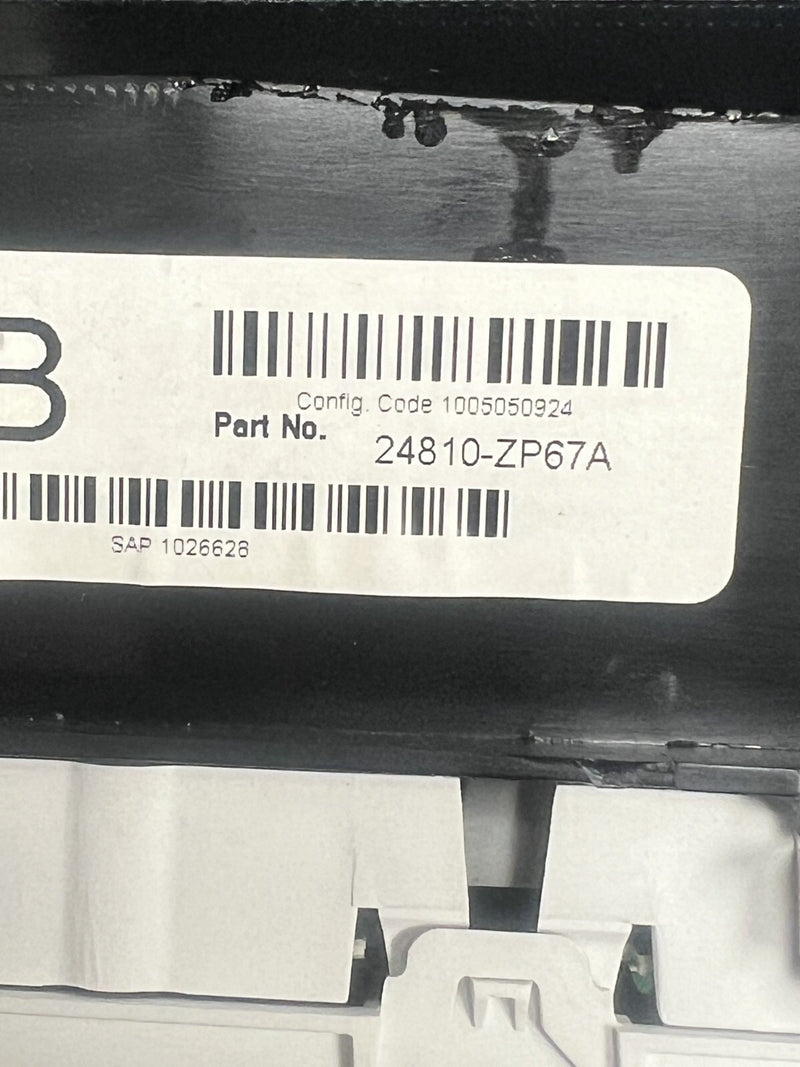 B
Config. Code 1005050924
Part No.
24810-ZP67A
SAP 1026628